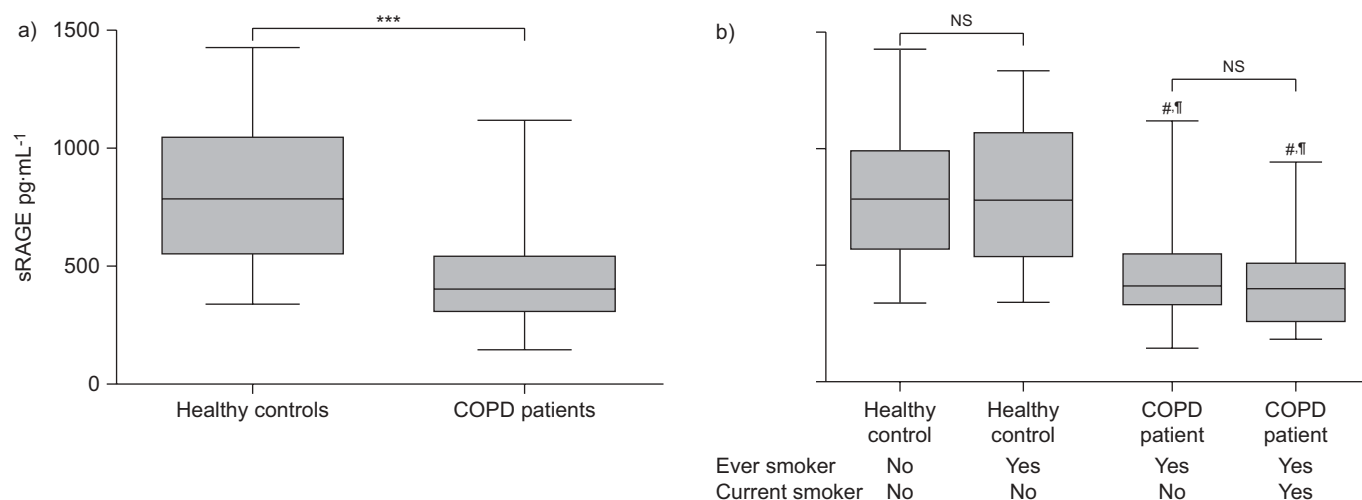 a)
***
1500
1000
500
0
sRAGE pg·mL⁻¹
Healthy controls COPD patients
b)
NS
NS
#,¶
#,¶
Healthy control Healthy control COPD patient COPD patient
Ever smoker No Yes Yes Yes
Current smoker No No No Yes